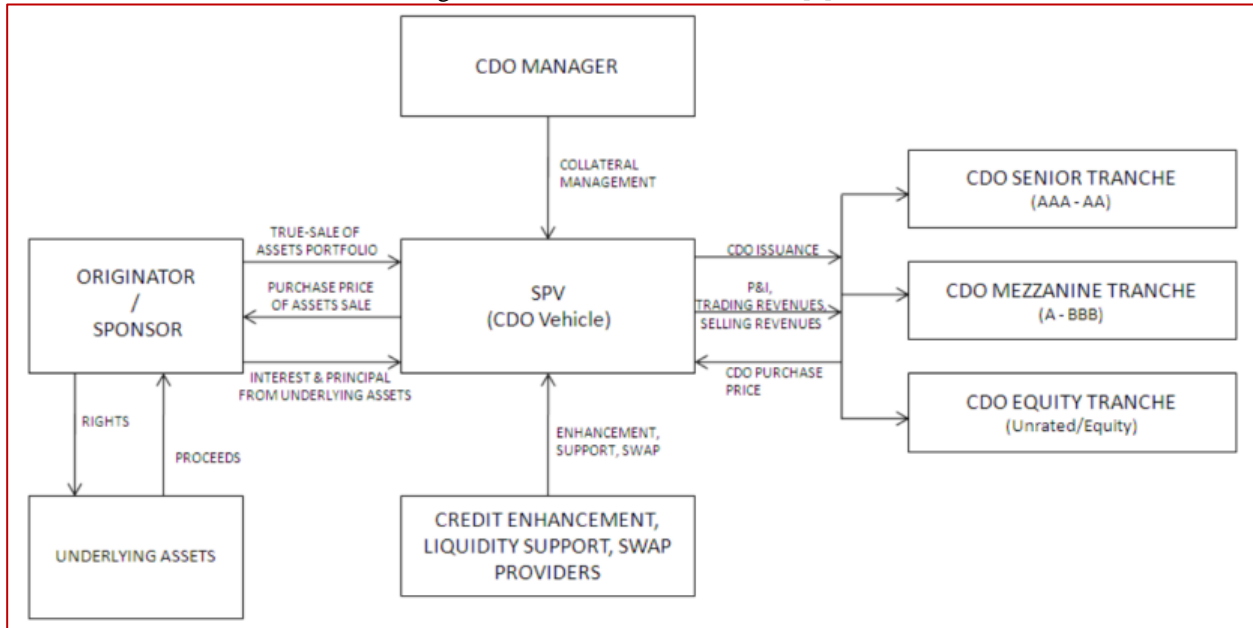 CDO MANAGER
COLLATERAL
MANAGEMENT
CDO SENIOR TRANCHE
(AAA - AA)
TRUE-SALE OF
ASSETS PORTFOLIO
CDO ISSUANCE
ORIGINATOR
/
SPONSOR
PURCHASE PRICE
OF ASSETS SALE
SPV
(CDO Vehicle)
P&I,
TRADING REVENUES,
SELLING REVENUES
CDO MEZZANINE TRANCHE
(A - BBB)
INTEREST & PRINCIPAL
FROM UNDERLYING ASSETS
CDO PURCHASE
PRICE
CDO EQUITY TRANCHE
(Unrated/Equity)
RIGHTS
PROCEEDS
ENHANCEMENT,
SUPPORT, SWAP
UNDERLYING ASSETS
CREDIT ENHANCEMENT,
LIQUIDITY SUPPORT, SWAP
PROVIDERS